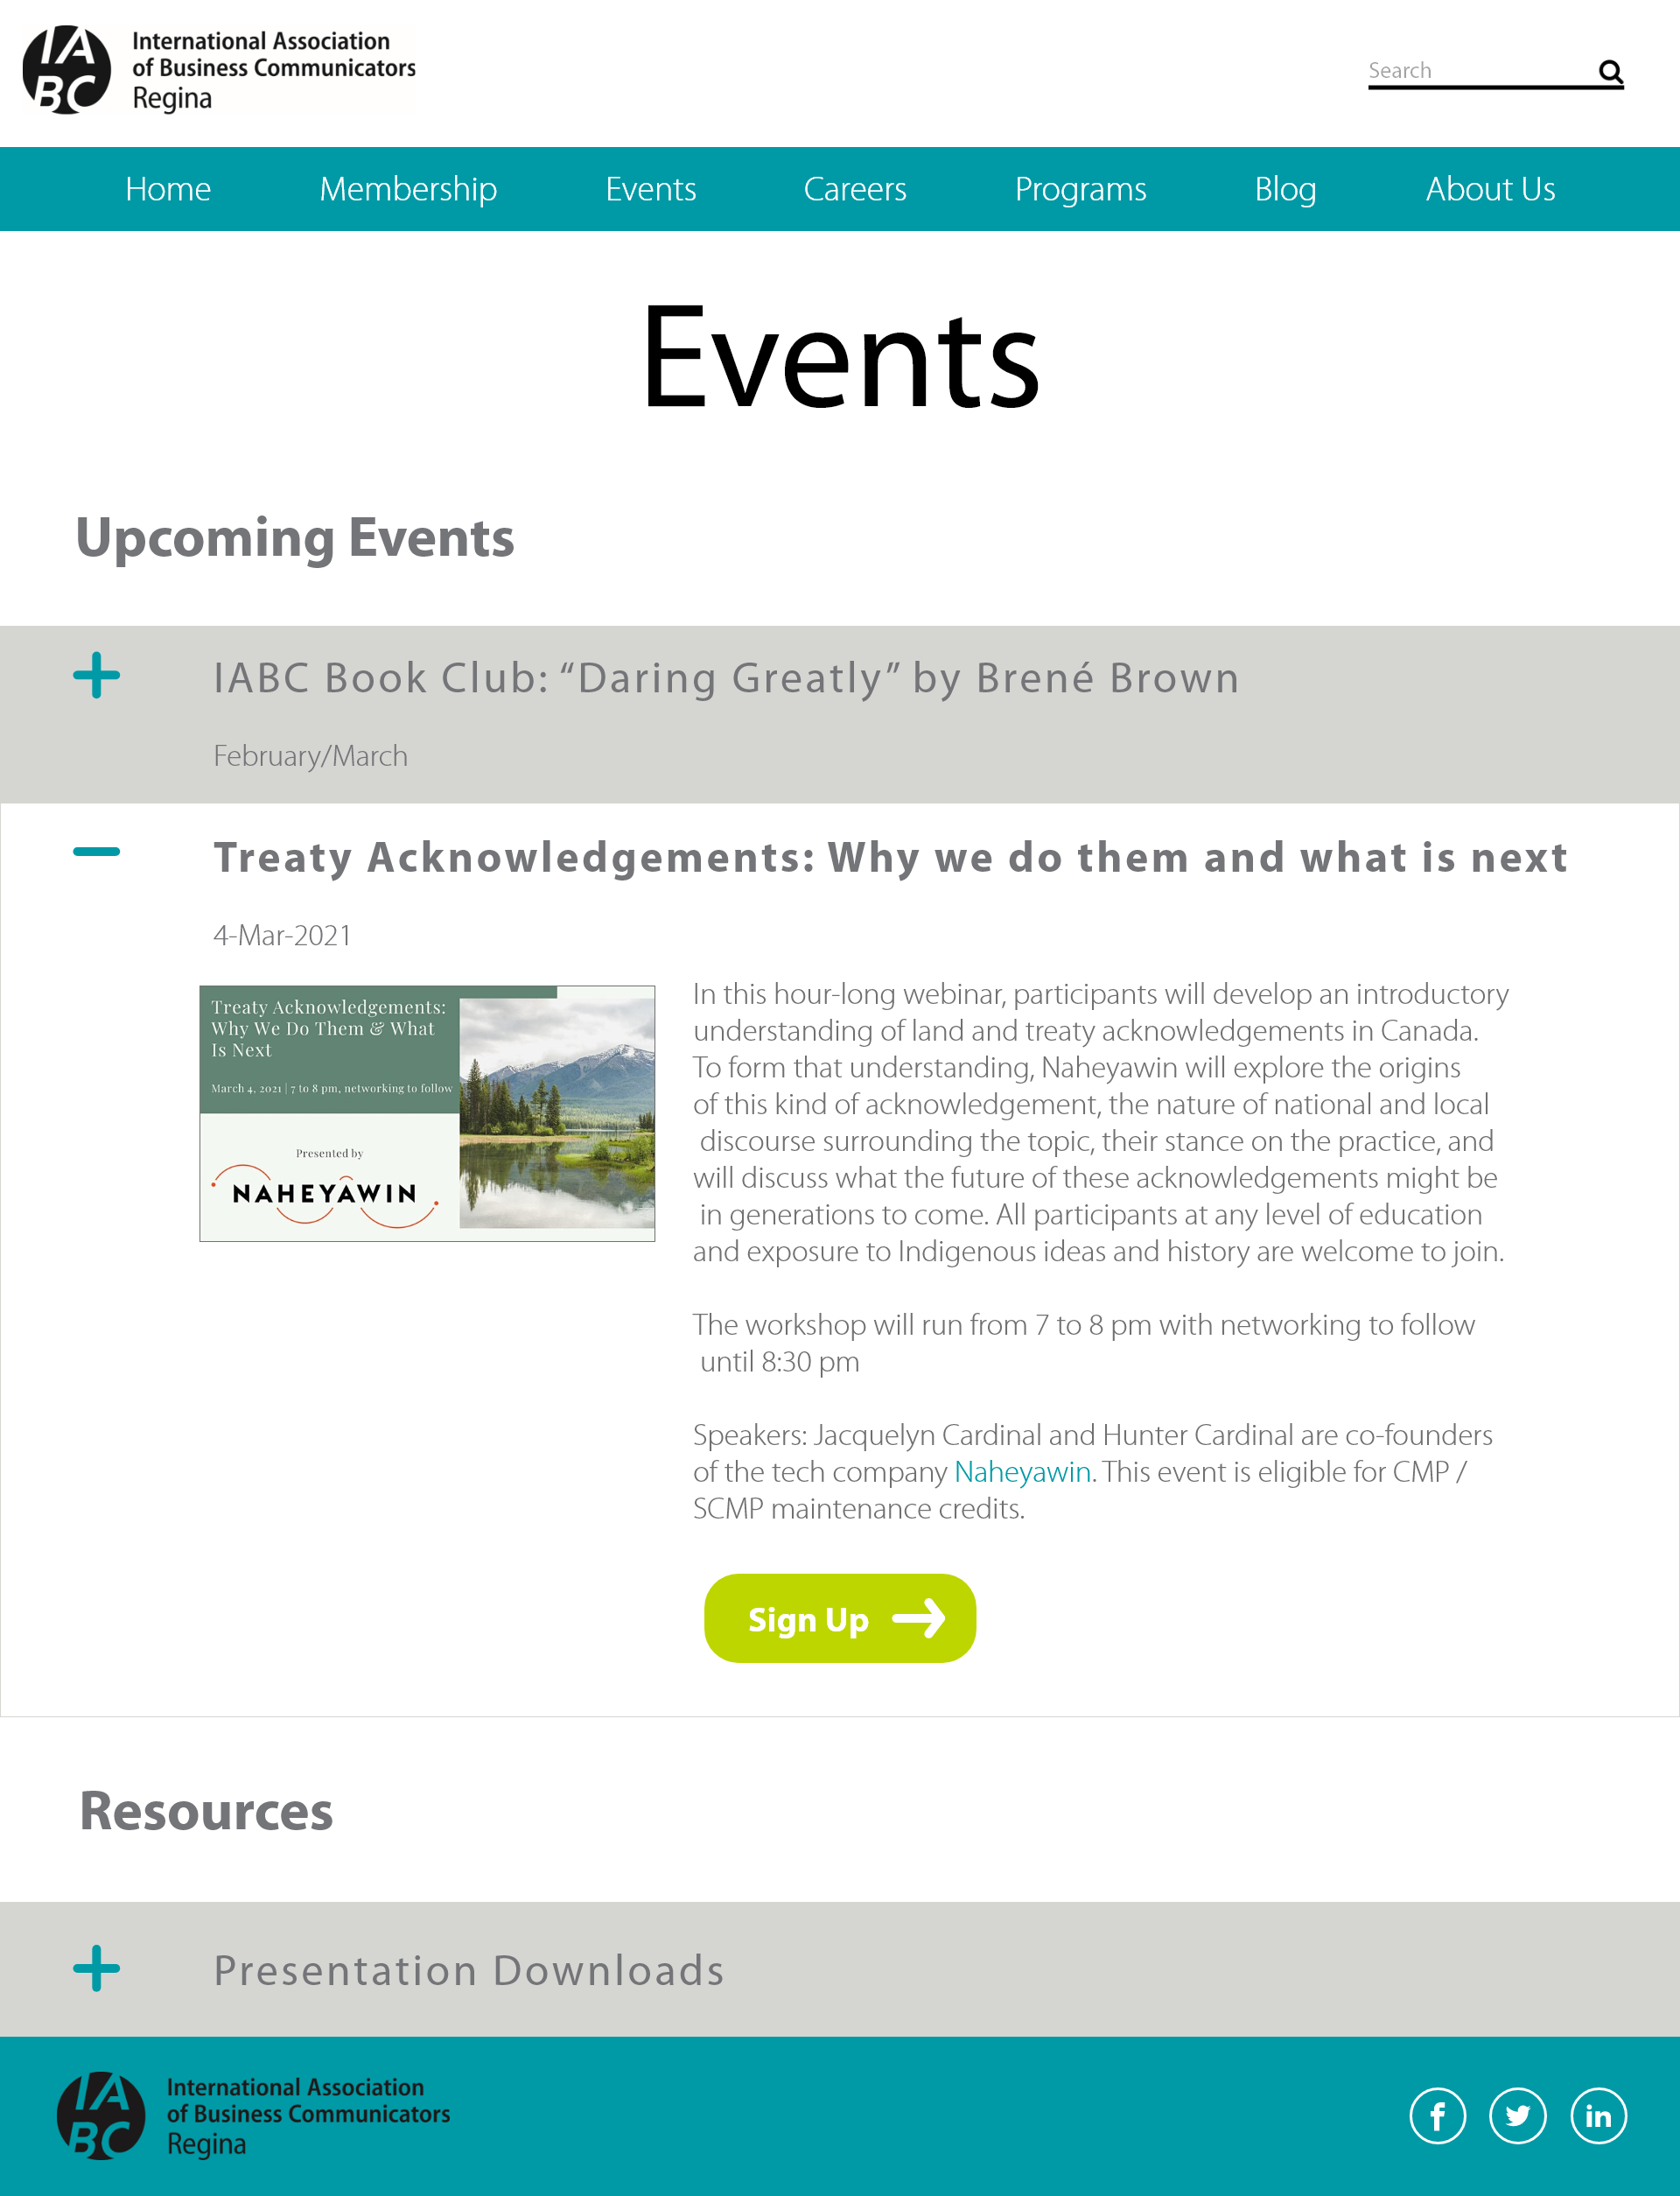 IABC
International Association
of Business Communicators
Regina
Search
Home Membership Events Careers Programs Blog About Us
Events
Upcoming Events
IABC Book Club: “Daring Greatly” by Brené Brown
February/March
Treaty Acknowledgements: Why we do them and what is next
4-Mar-2021
Treaty Acknowledgements:
Why We Do Them & What
Is Next
March 4, 2021 | 7 to 8 pm, networking to follow
Presented by
NAHEYAWIN
In this hour-long webinar, participants will develop an introductory
understanding of land and treaty acknowledgements in Canada.
To form that understanding, Naheyawin will explore the origins
of this kind of acknowledgement, the nature of national and local
discourse surrounding the topic, their stance on the practice, and
will discuss what the future of these acknowledgements might be
in generations to come. All participants at any level of education
and exposure to Indigenous ideas and history are welcome to join.
The workshop will run from 7 to 8 pm with networking to follow
until 8:30 pm
Speakers: Jacquelyn Cardinal and Hunter Cardinal are co-founders
of the tech company Naheyawin. This event is eligible for CMP /
SCMP maintenance credits.
Sign Up
Resources
Presentation Downloads
IABC
International Association
of Business Communicators
Regina